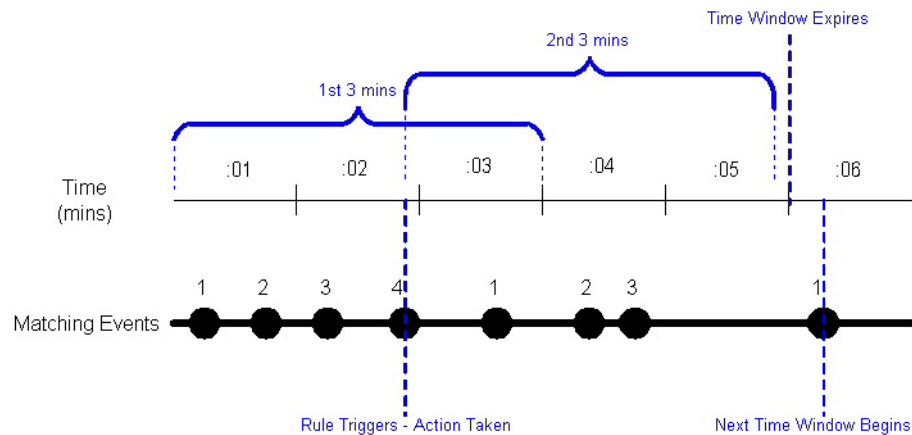 Time Window Expires
2nd 3 mins
1st 3 mins
:01 :02 :03 :04 :05 :06
Time
(mins)
1 2 3 4 1 2 3 1
Matching Events
Rule Triggers - Action Taken
Next Time Window Begins